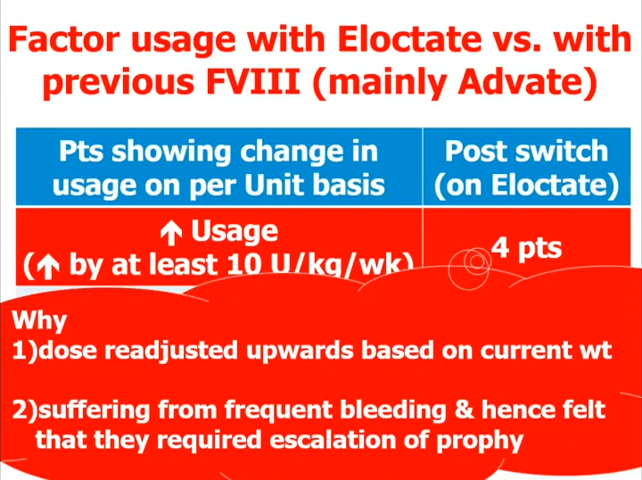 Factor usage with Eloctate vs. with
previous FVIII (mainly Advate)
Pts showing change in
usage on per Unit basis
Post switch
(on Eloctate)
↑ Usage
(↑ by at least 10 U/kg/wk)
4 pts
Why
1)dose readjusted upwards based on current wt
2)suffering from frequent bleeding & hence felt
that they required escalation of prophy